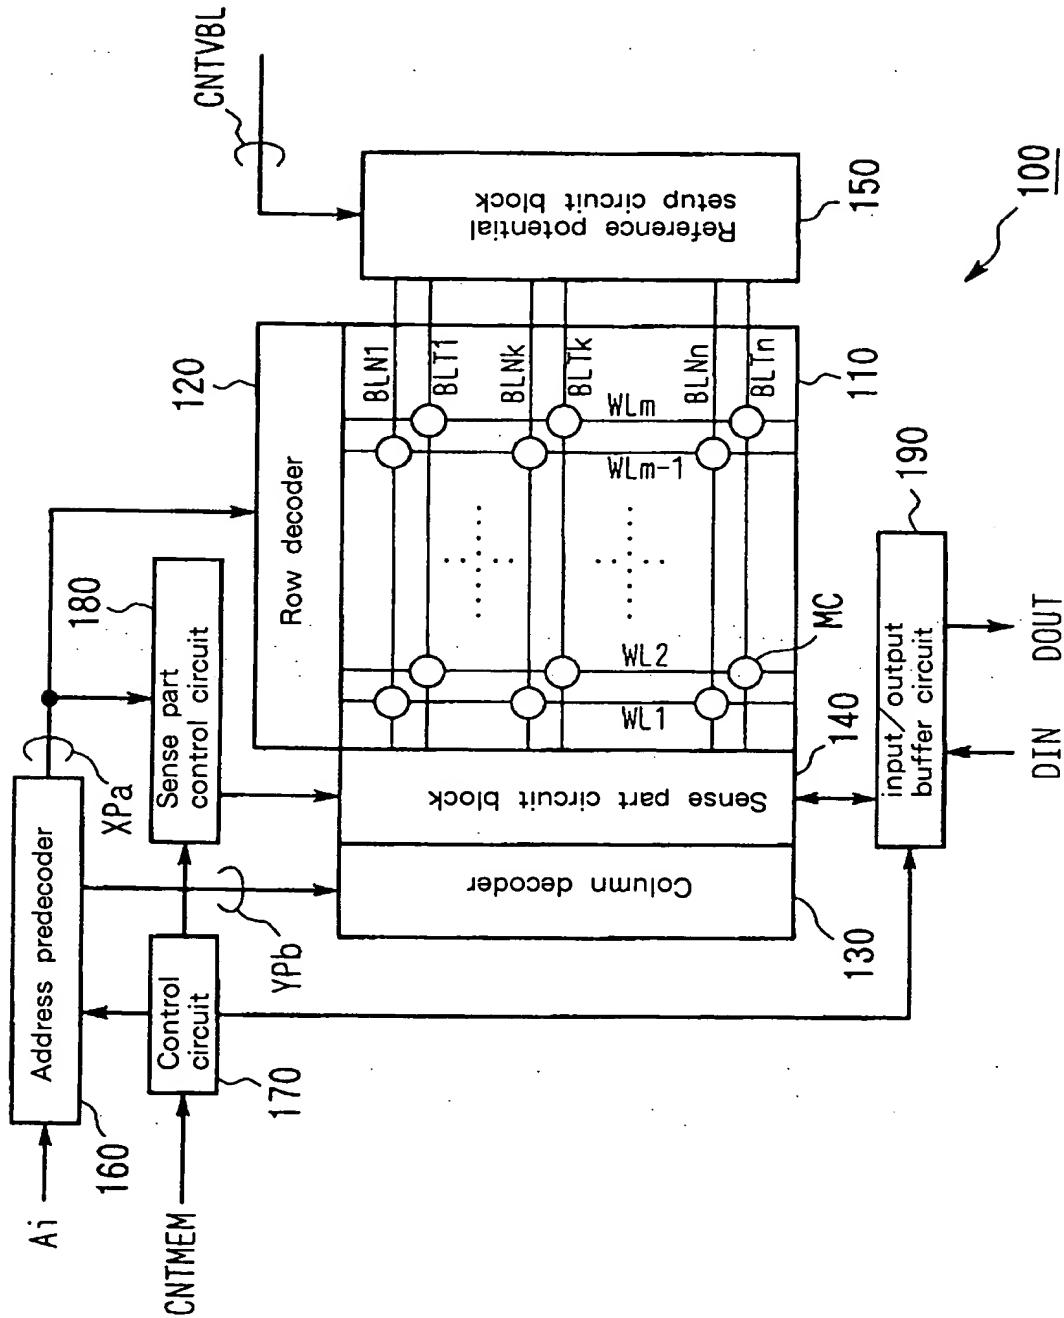 Ai
160
Address predecoder
XPa
CNTMEM
170
Control
circuit
180
Sense part
control circuit
YPb
120
Row decoder
CNTVBL
130
Column decoder
140
Sense part circuit block
WL1
WL2
MC
WLm-1
WLm
BLN1
BLT1
BLNk
BLTk
BLNn
BLTn
110
Reference potential
setup circuit block
150
190
input/output
buffer circuit
DIN
DOUT
100